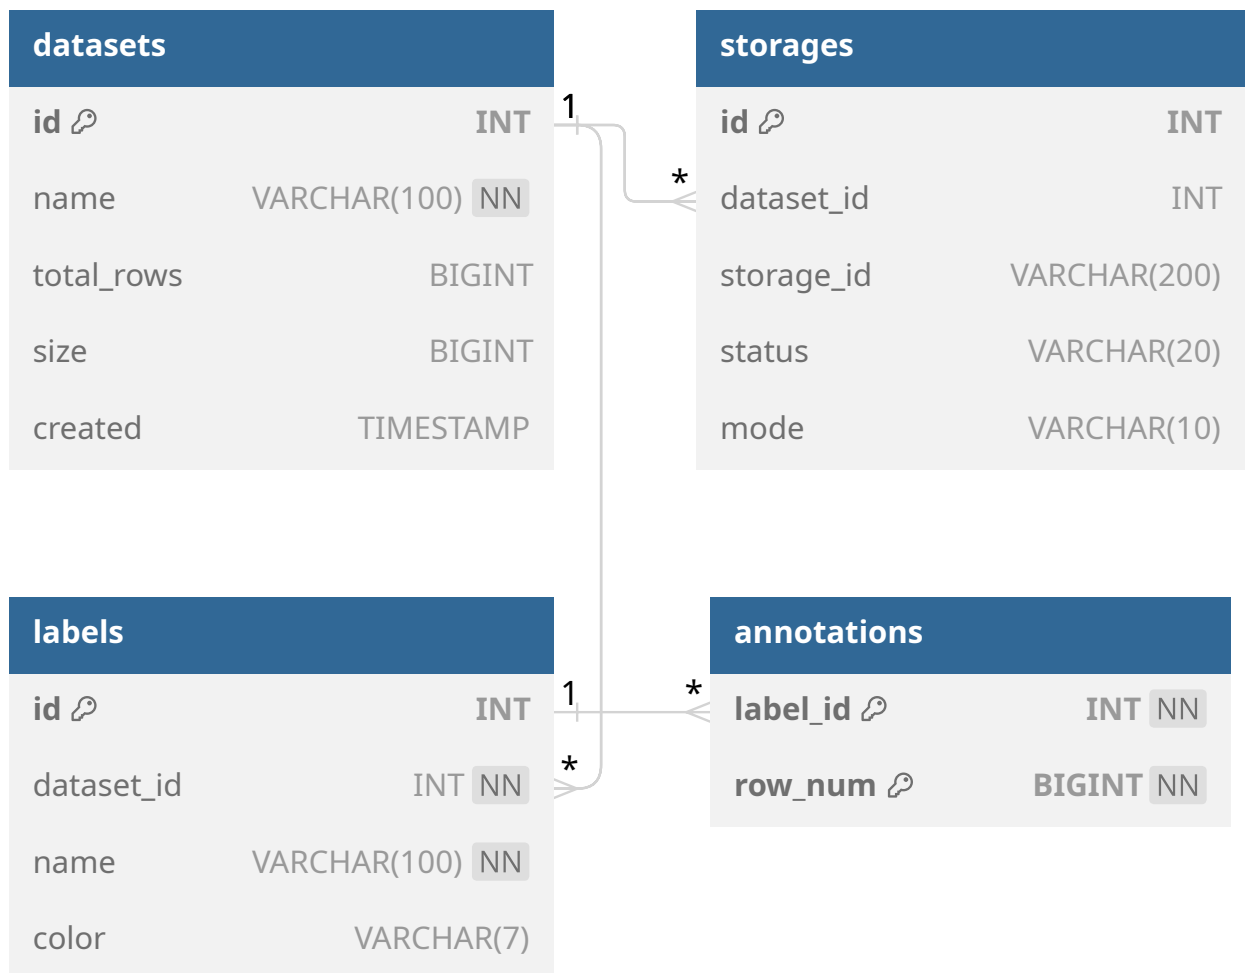 datasets
id INT
name VARCHAR(100) NN
total_rows BIGINT
size BIGINT
created TIMESTAMP
1
*
storages
id INT
dataset_id INT
storage_id VARCHAR(200)
status VARCHAR(20)
mode VARCHAR(10)
labels
id INT
dataset_id INT NN
name VARCHAR(100) NN
color VARCHAR(7)
1
*
*
annotations
label_id INT NN
row_num BIGINT NN